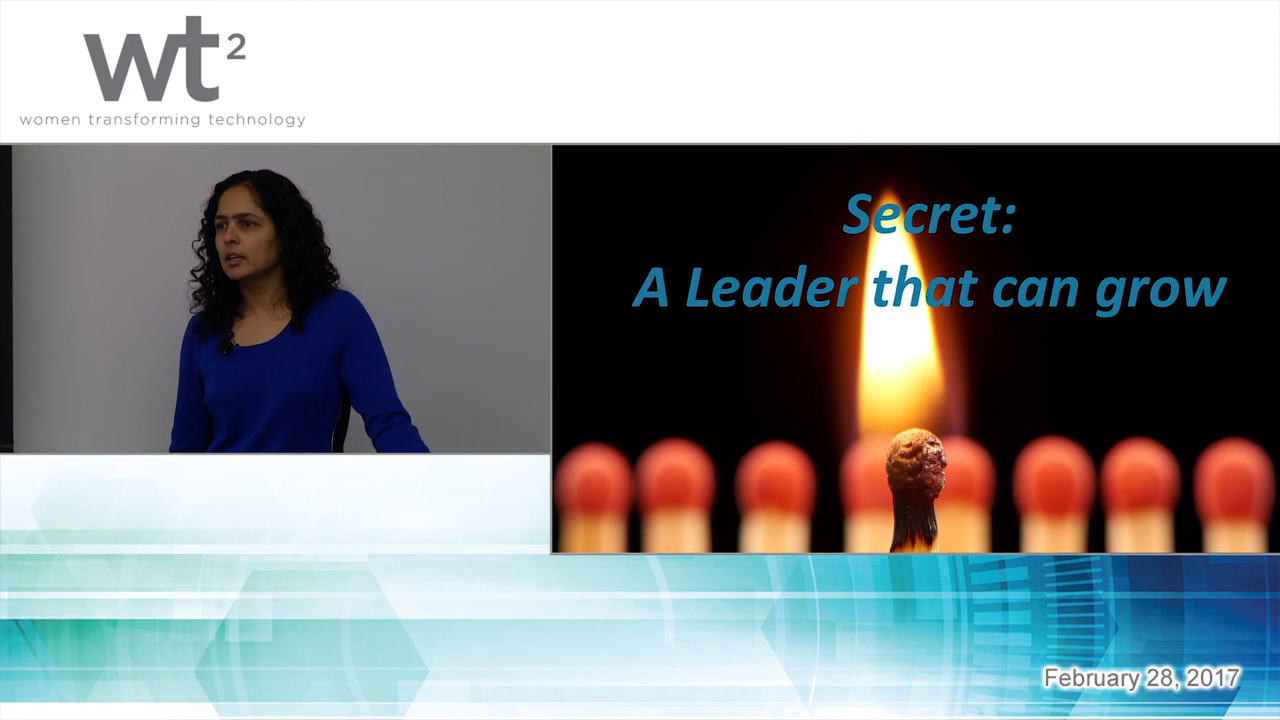 wt2
women transforming technology
Secret:
A Leader that can grow
February 28, 2017